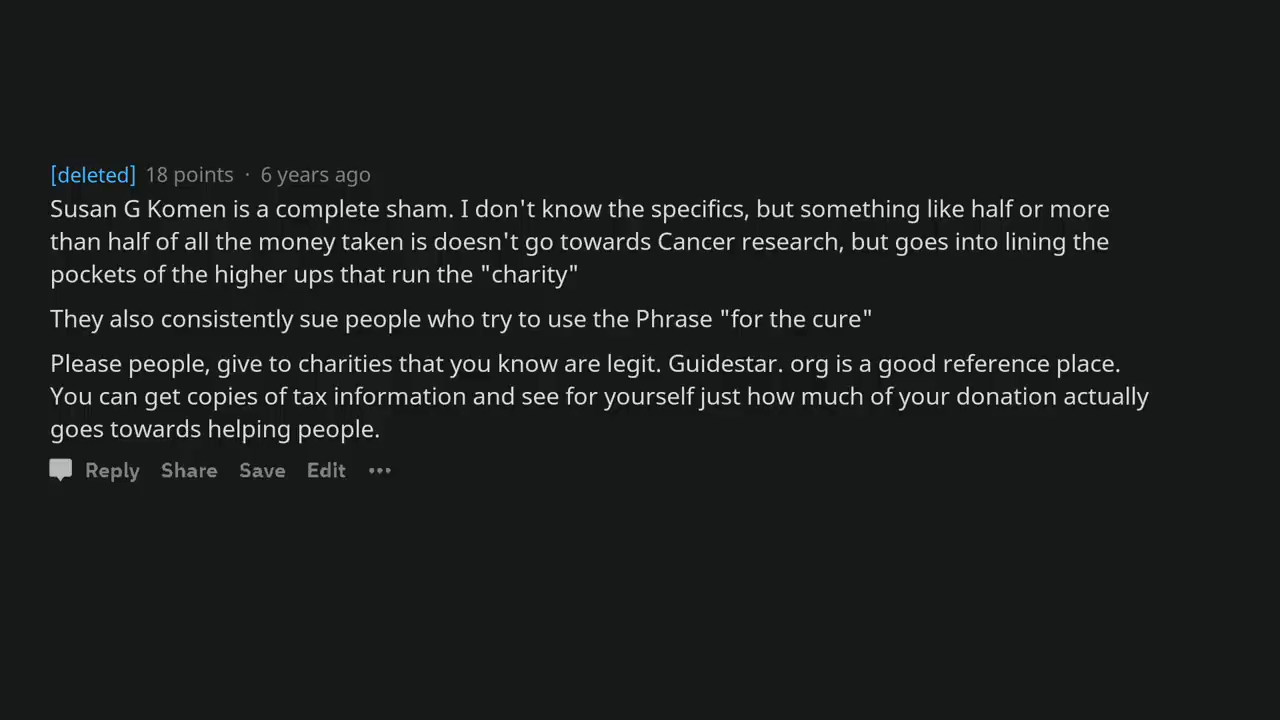 [deleted] 18 points · 6 years ago
Susan G Komen is a complete sham. I don't know the specifics, but something like half or more
than half of all the money taken is doesn't go towards Cancer research, but goes into lining the
pockets of the higher ups that run the "charity"
They also consistently sue people who try to use the Phrase "for the cure"
Please people, give to charities that you know are legit. Guidestar. org is a good reference place.
You can get copies of tax information and see for yourself just how much of your donation actually
goes towards helping people.
Reply Share Save Edit •••